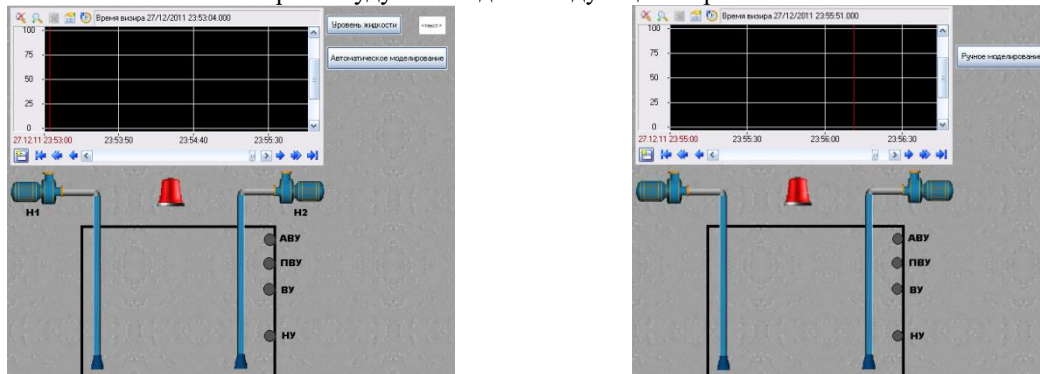 Время визира 27/12/2011 23:53:04.000
Уровень жидкости
<текст>
Автоматическое моделирование
100
75
50
25
0
27.12.11 23:53:00
23:53:50
23:54:40
23:55:30
Н1
Н2
АВУ
ПВУ
ВУ
НУ
Время визира 27/12/2011 23:55:51.000
Ручное моделирование
100
75
50
25
0
27.12.11 23:55:00
23:55:30
23:56:00
23:56:30
АВУ
ПВУ
ВУ
НУ